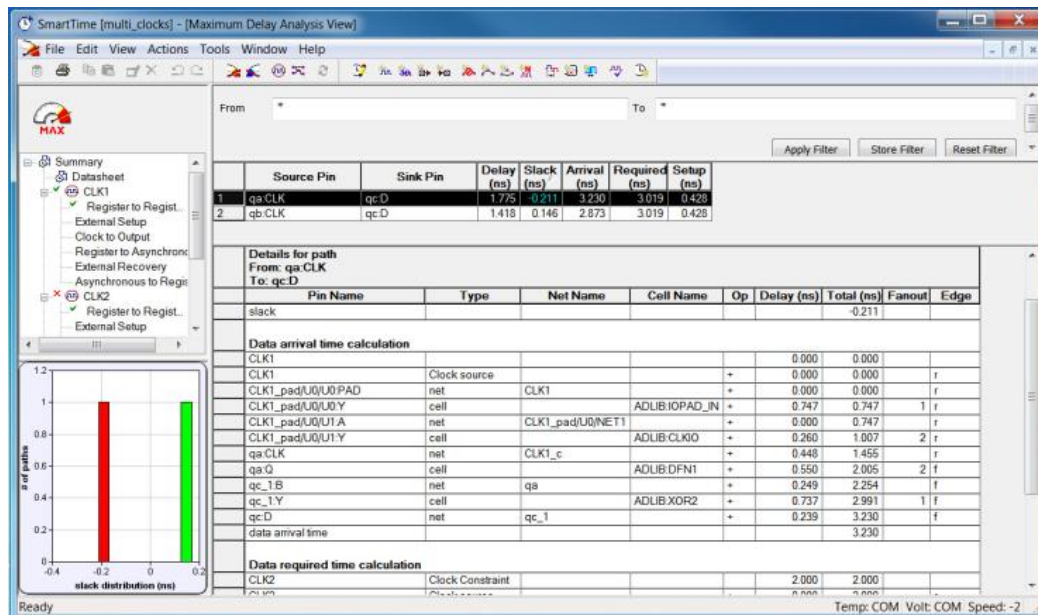 SmartTime [multi_clocks] - [Maximum Delay Analysis View]
File Edit View Actions Tools Window Help
From * To *
MAX
Apply Filter Store Filter Reset Filter
Summary
Datasheet
CLK1
Register to Regist...
External Setup
Clock to Output
Register to Asynchrono
External Recovery
Asynchronous to Regis
CLK2
Register to Regist...
External Setup
Source Pin Sink Pin Delay (ns) Slack (ns) Arrival (ns) Required (ns) Setup (ns)
1 qa:CLK qc:D 1.775 -0.211 3.230 3.019 0.428
2 qb:CLK qc:D 1.418 0.146 2.873 3.019 0.428
Details for path
From: qa:CLK
To: qc:D
Pin Name Type Net Name Cell Name Op Delay (ns) Total (ns) Fanout Edge
slack -0.211
Data arrival time calculation
CLK1 0.000 0.000
CLK1 Clock source + 0.000 0.000 r
CLK1_pad/U0/U0:PAD net CLK1 + 0.000 0.000 r
CLK1_pad/U0/U0:Y cell ADLIB:IOPAD_IN + 0.747 0.747 1 r
CLK1_pad/U0/U1:A net CLK1_pad/U0/NET1 + 0.000 0.747 r
CLK1_pad/U0/U1:Y cell ADLIB:CLKIO + 0.260 1.007 2 r
qa:CLK net CLK1_c + 0.448 1.455 r
qa:Q cell ADLIB:DFN1 + 0.550 2.005 2 f
qc_1:B net qa + 0.249 2.254 f
qc_1:Y cell ADLIB:XOR2 + 0.737 2.991 1 f
qc:D net qc_1 + 0.239 3.230 f
data arrival time 3.230
Data required time calculation
CLK2 Clock Constraint 2.000 2.000
1.2
1
0.8
0.6
0.4
0.2
0
# of paths
-0.4 -0.2 0 0.2
slack distribution (ns)
Ready Temp: COM Volt: COM Speed: -2